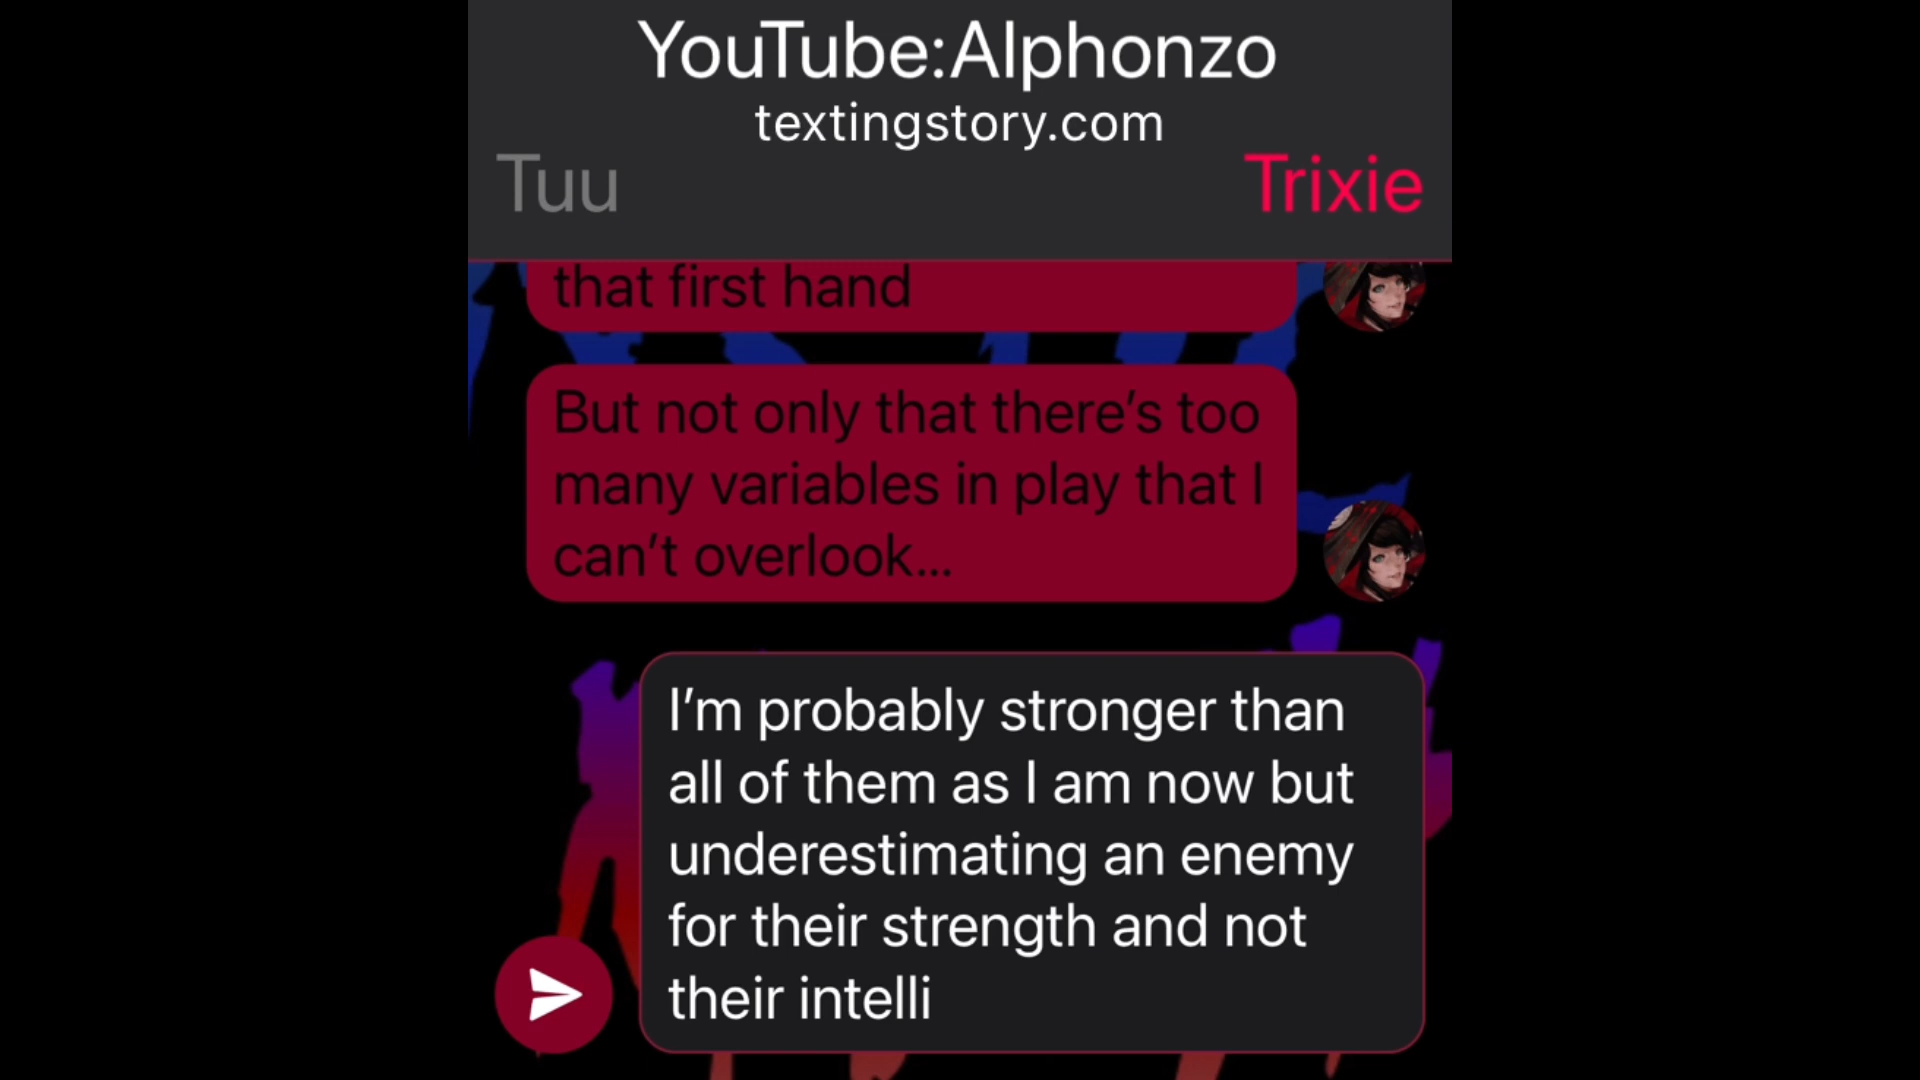 YouTube:Alphonzo
textingstory.com
Tuu
Trixie
that first hand
But not only that there's too
many variables in play that I
can't overlook...
I'm probably stronger than
all of them as I am now but
underestimating an enemy
for their strength and not
their intelli